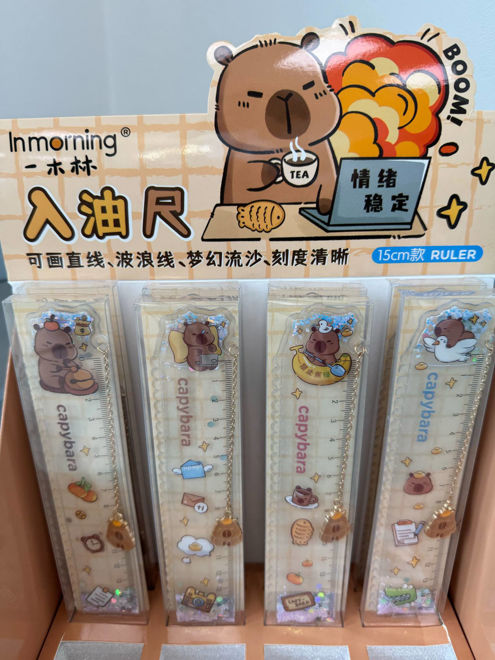 Inmorning®
一木林
入油尺
可画直线、波浪线、梦幻流沙、刻度清晰
BOOM!
TEA
情绪
稳定
15cm款 RULER
capybara
capybara
capybara
capybara